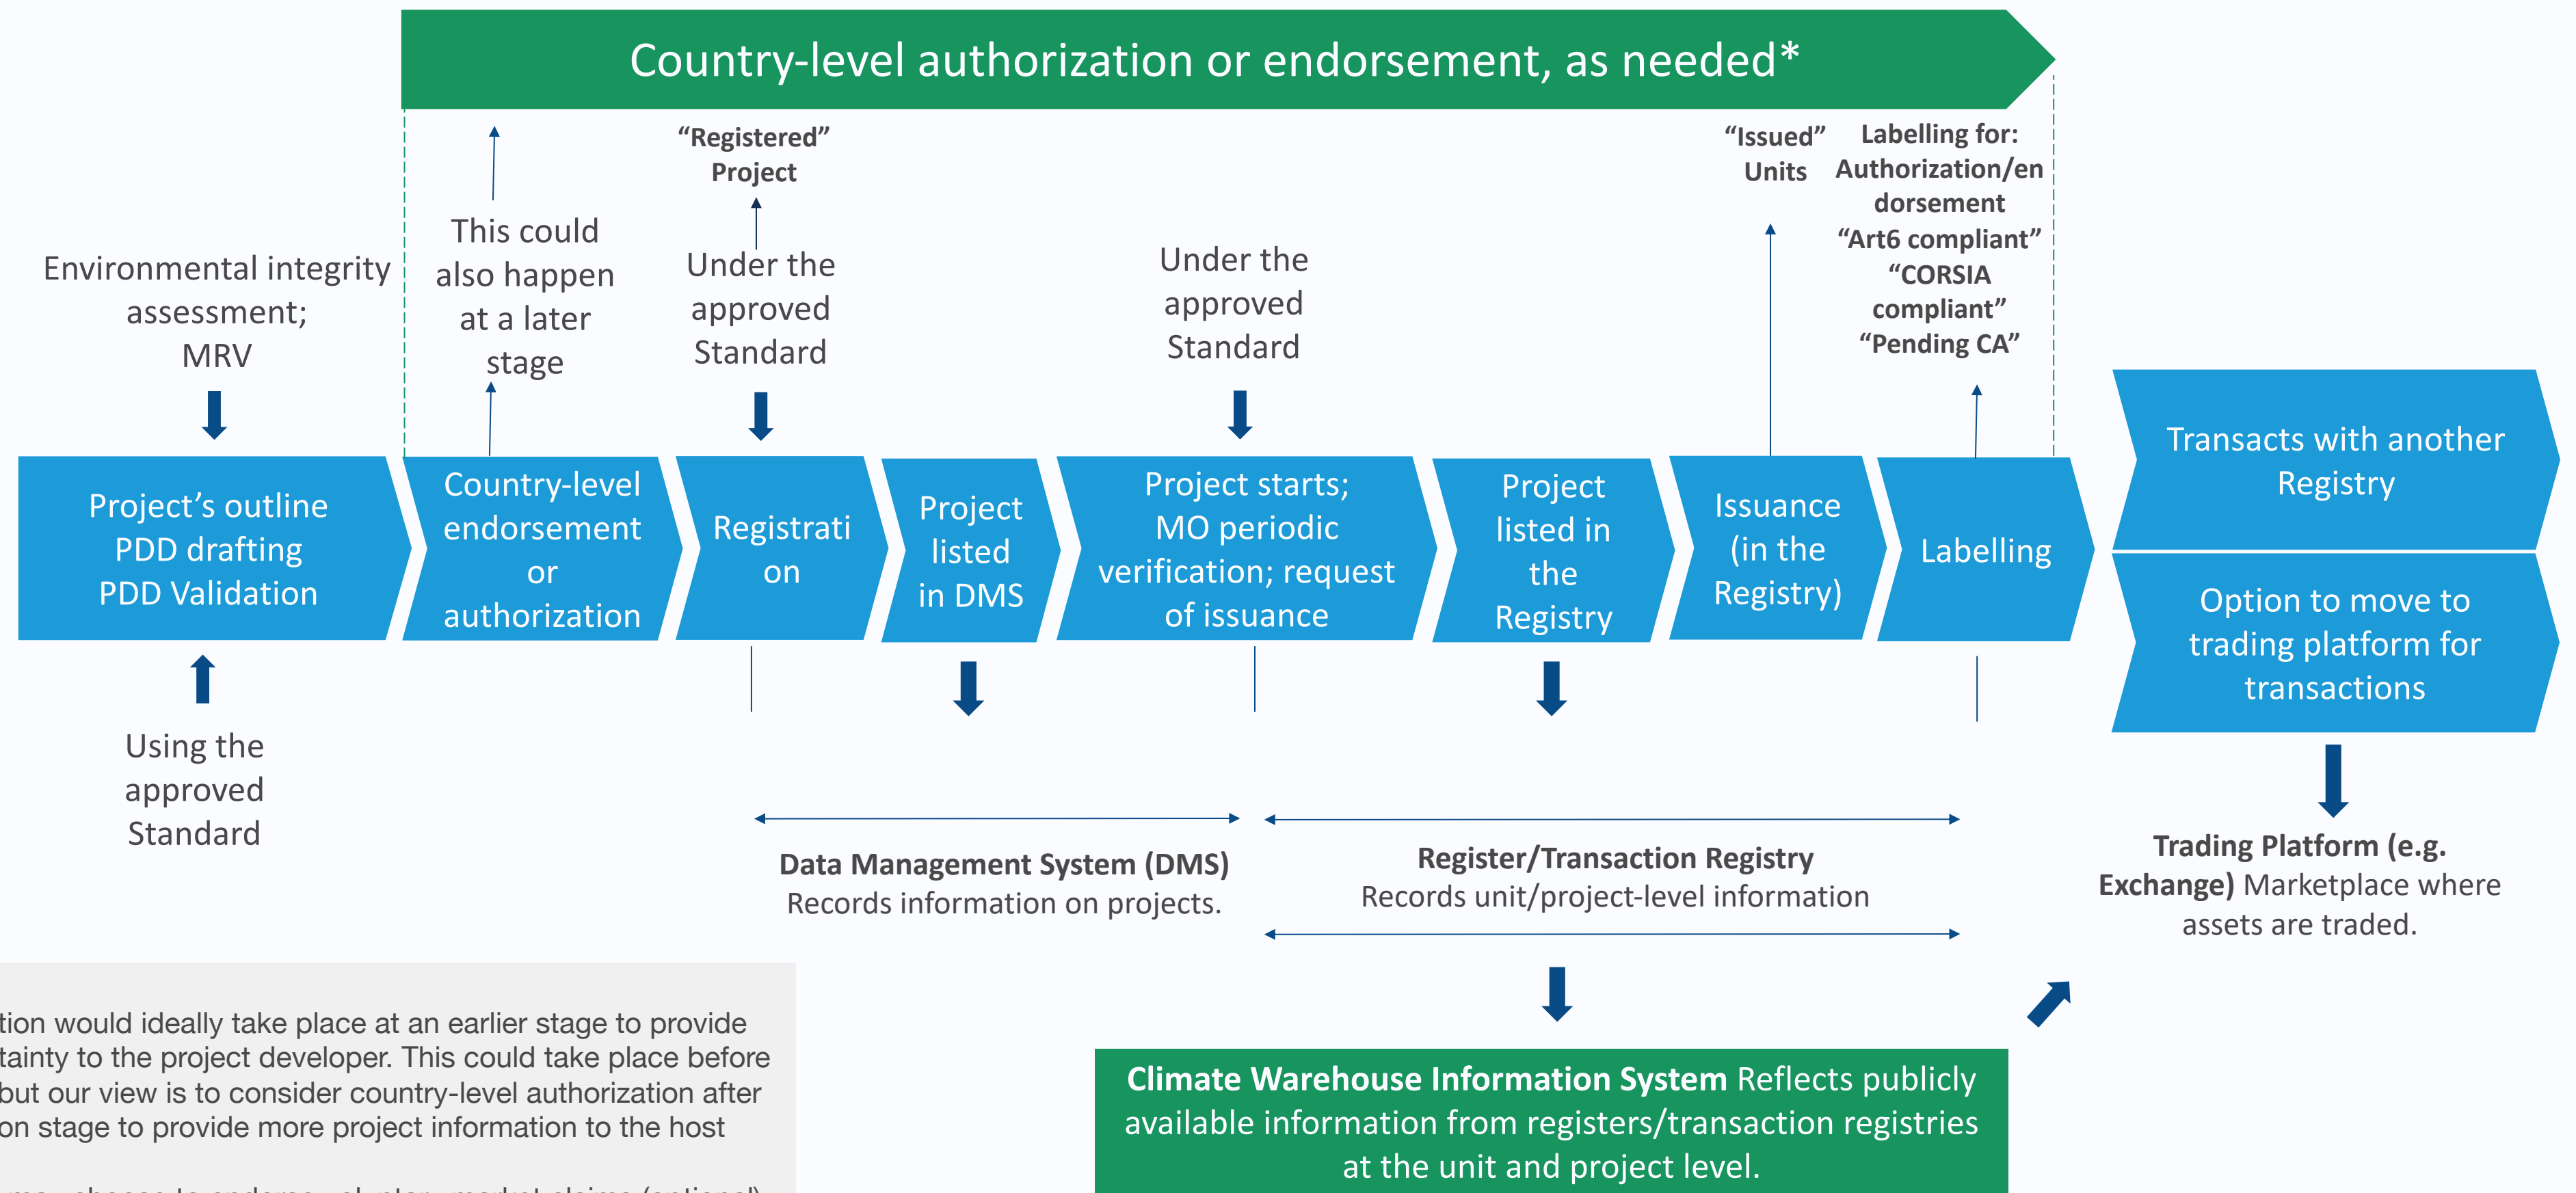 Country-level authorization or endorsement, as needed*
“Registered”
Project
“Issued”
Units
Labelling for:
Authorization/en
dorsement
“Art6 compliant”
“CORSIA
compliant”
“Pending CA”
Environmental integrity
assessment;
MRV
This could
also happen
at a later
stage
Under the
approved
Standard
Under the
approved
Standard
Project’s outline
PDD drafting
PDD Validation
Country-level
endorsement
or
authorization
Registrati
on
Project
listed
in DMS
Project starts;
MO periodic
verification; request
of issuance
Project
listed in
the
Registry
Issuance
(in the
Registry)
Labelling
Transacts with another
Registry
Option to move to
trading platform for
transactions
Using the
approved
Standard
Data Management System (DMS)
Records information on projects.
Register/Transaction Registry
Records unit/project-level information
Trading Platform (e.g.
Exchange) Marketplace where
assets are traded.
tion would ideally take place at an earlier stage to provide
tainty to the project developer. This could take place before
but our view is to consider country-level authorization after
on stage to provide more project information to the host
may choose to endorse voluntary market claims (optional)
Climate Warehouse Information System Reflects publicly
available information from registers/transaction registries
at the unit and project level.